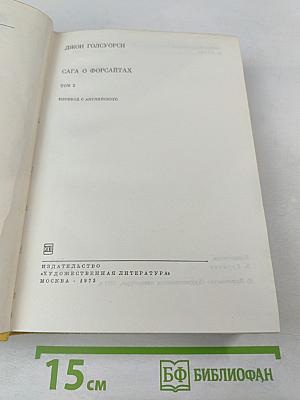 ДЖОН ГОЛСУОРСИ
САГА О ФОРСАЙТАХ
ТОМ 2
ПЕРЕВОД С АНГЛИЙСКОГО
ИЗДАТЕЛЬСТВО
«ХУДОЖЕСТВЕННАЯ ЛИТЕРАТУРА»
МОСКВА · 1973
15 СМ
БФ БИБЛИОФАН